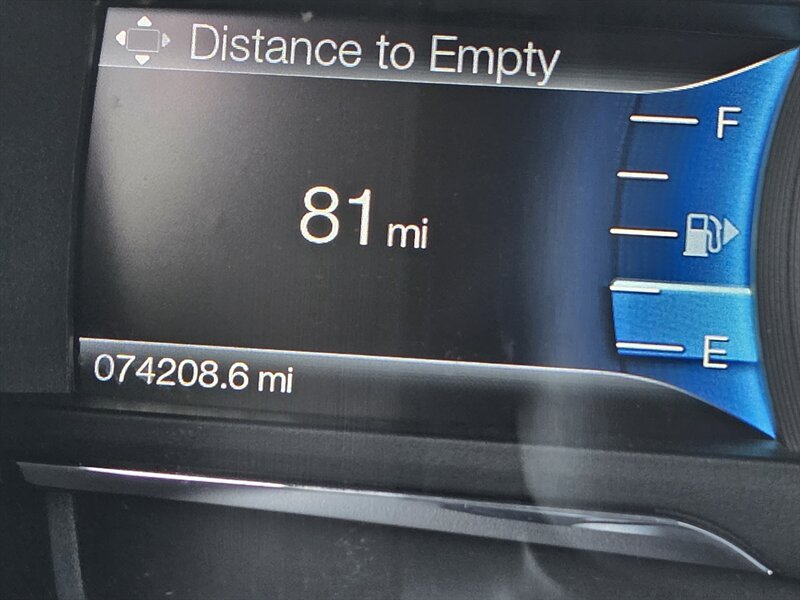 Distance to Empty
F
81 mi
E
074208.6 mi